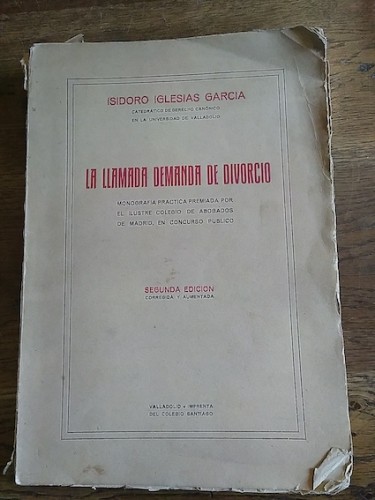 ISIDORO IGLESIAS GARCIA
CATEDRATICO DE DERECHO CANONICO
EN LA UNIVERSIDAD DE VALLADOLID
LA LLAMADA DEMANDA DE DIVORCIO
MONOGRAFIA PRACTICA PREMIADA POR
EL ILUSTRE COLEGIO DE ABOGADOS
DE MADRID, EN CONCURSO PUBLICO
SEGUNDA EDICION
CORREGIDA Y AUMENTADA
VALLADOLID : IMPRENTA
DEL COLEGIO SANTIAGO